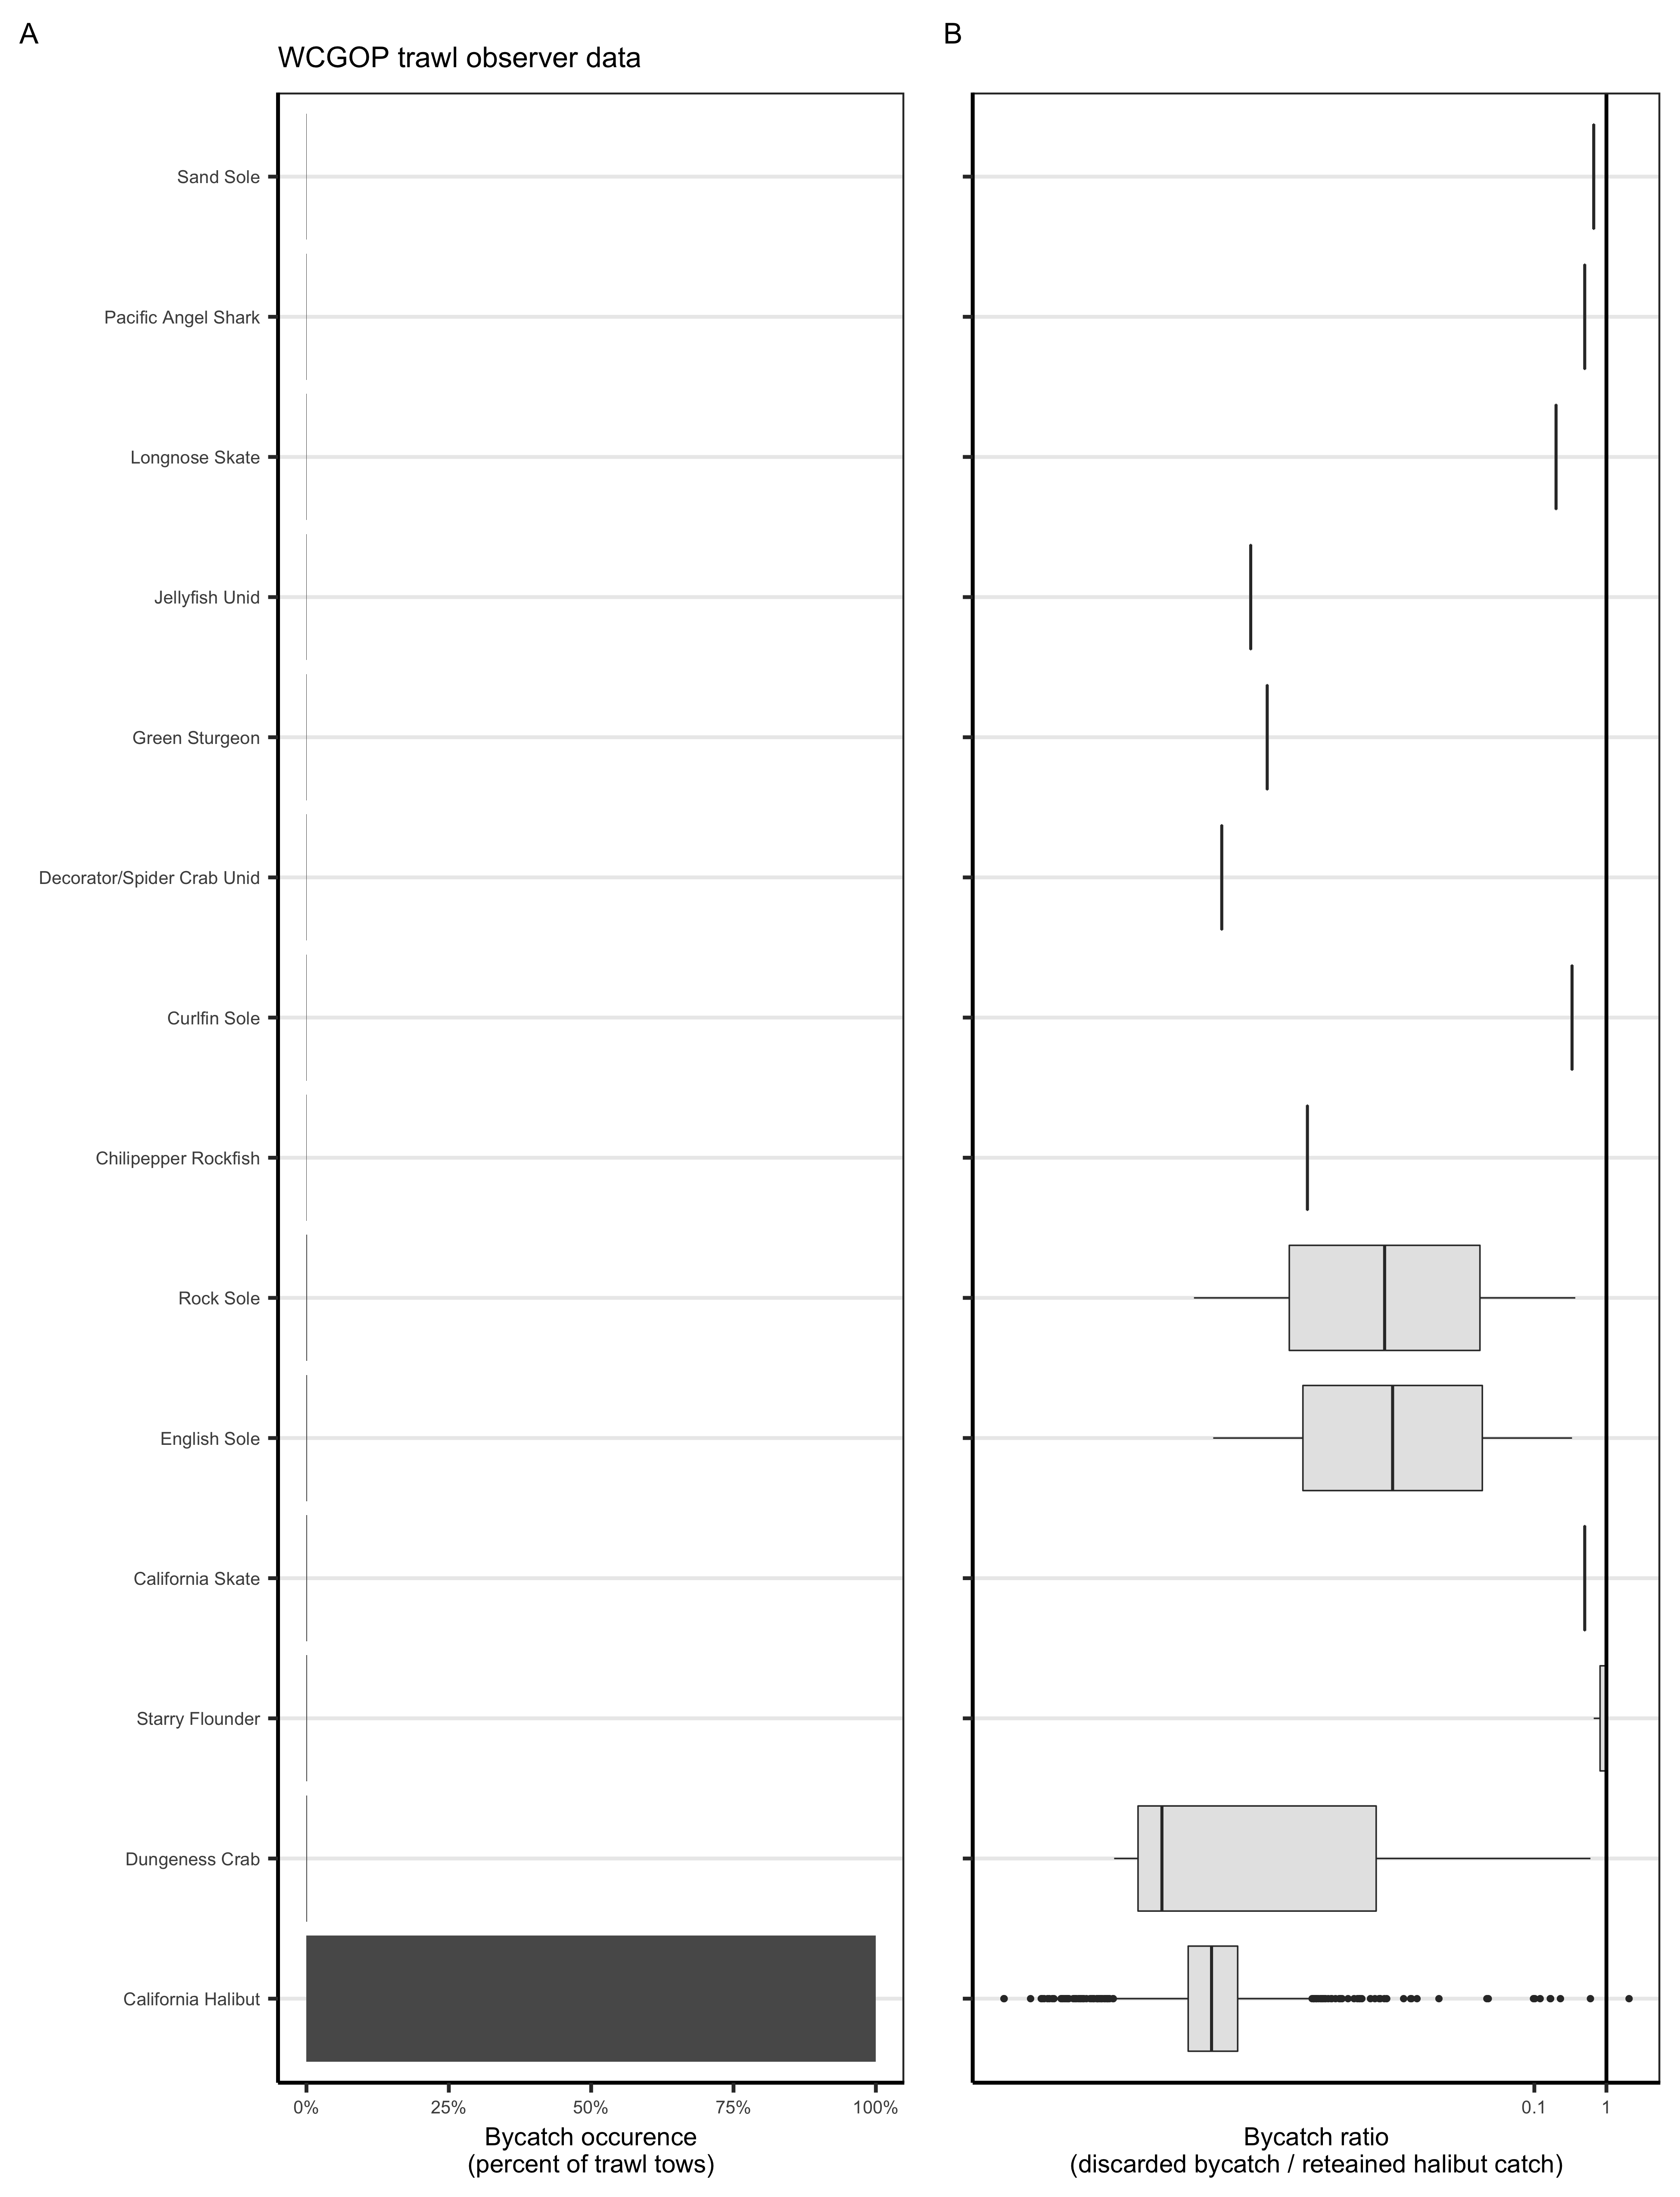 A
B
WCGOP trawl observer data
Sand Sole
Pacific Angel Shark
Longnose Skate
Jellyfish Unid
Green Sturgeon
Decorator/Spider Crab Unid
Curlfin Sole
Chilipepper Rockfish
Rock Sole
English Sole
California Skate
Starry Flounder
Dungeness Crab
California Halibut
0% 25% 50% 75% 100%
Bycatch occurence
(percent of trawl tows)
0.1 1
Bycatch ratio
(discarded bycatch / reteained halibut catch)